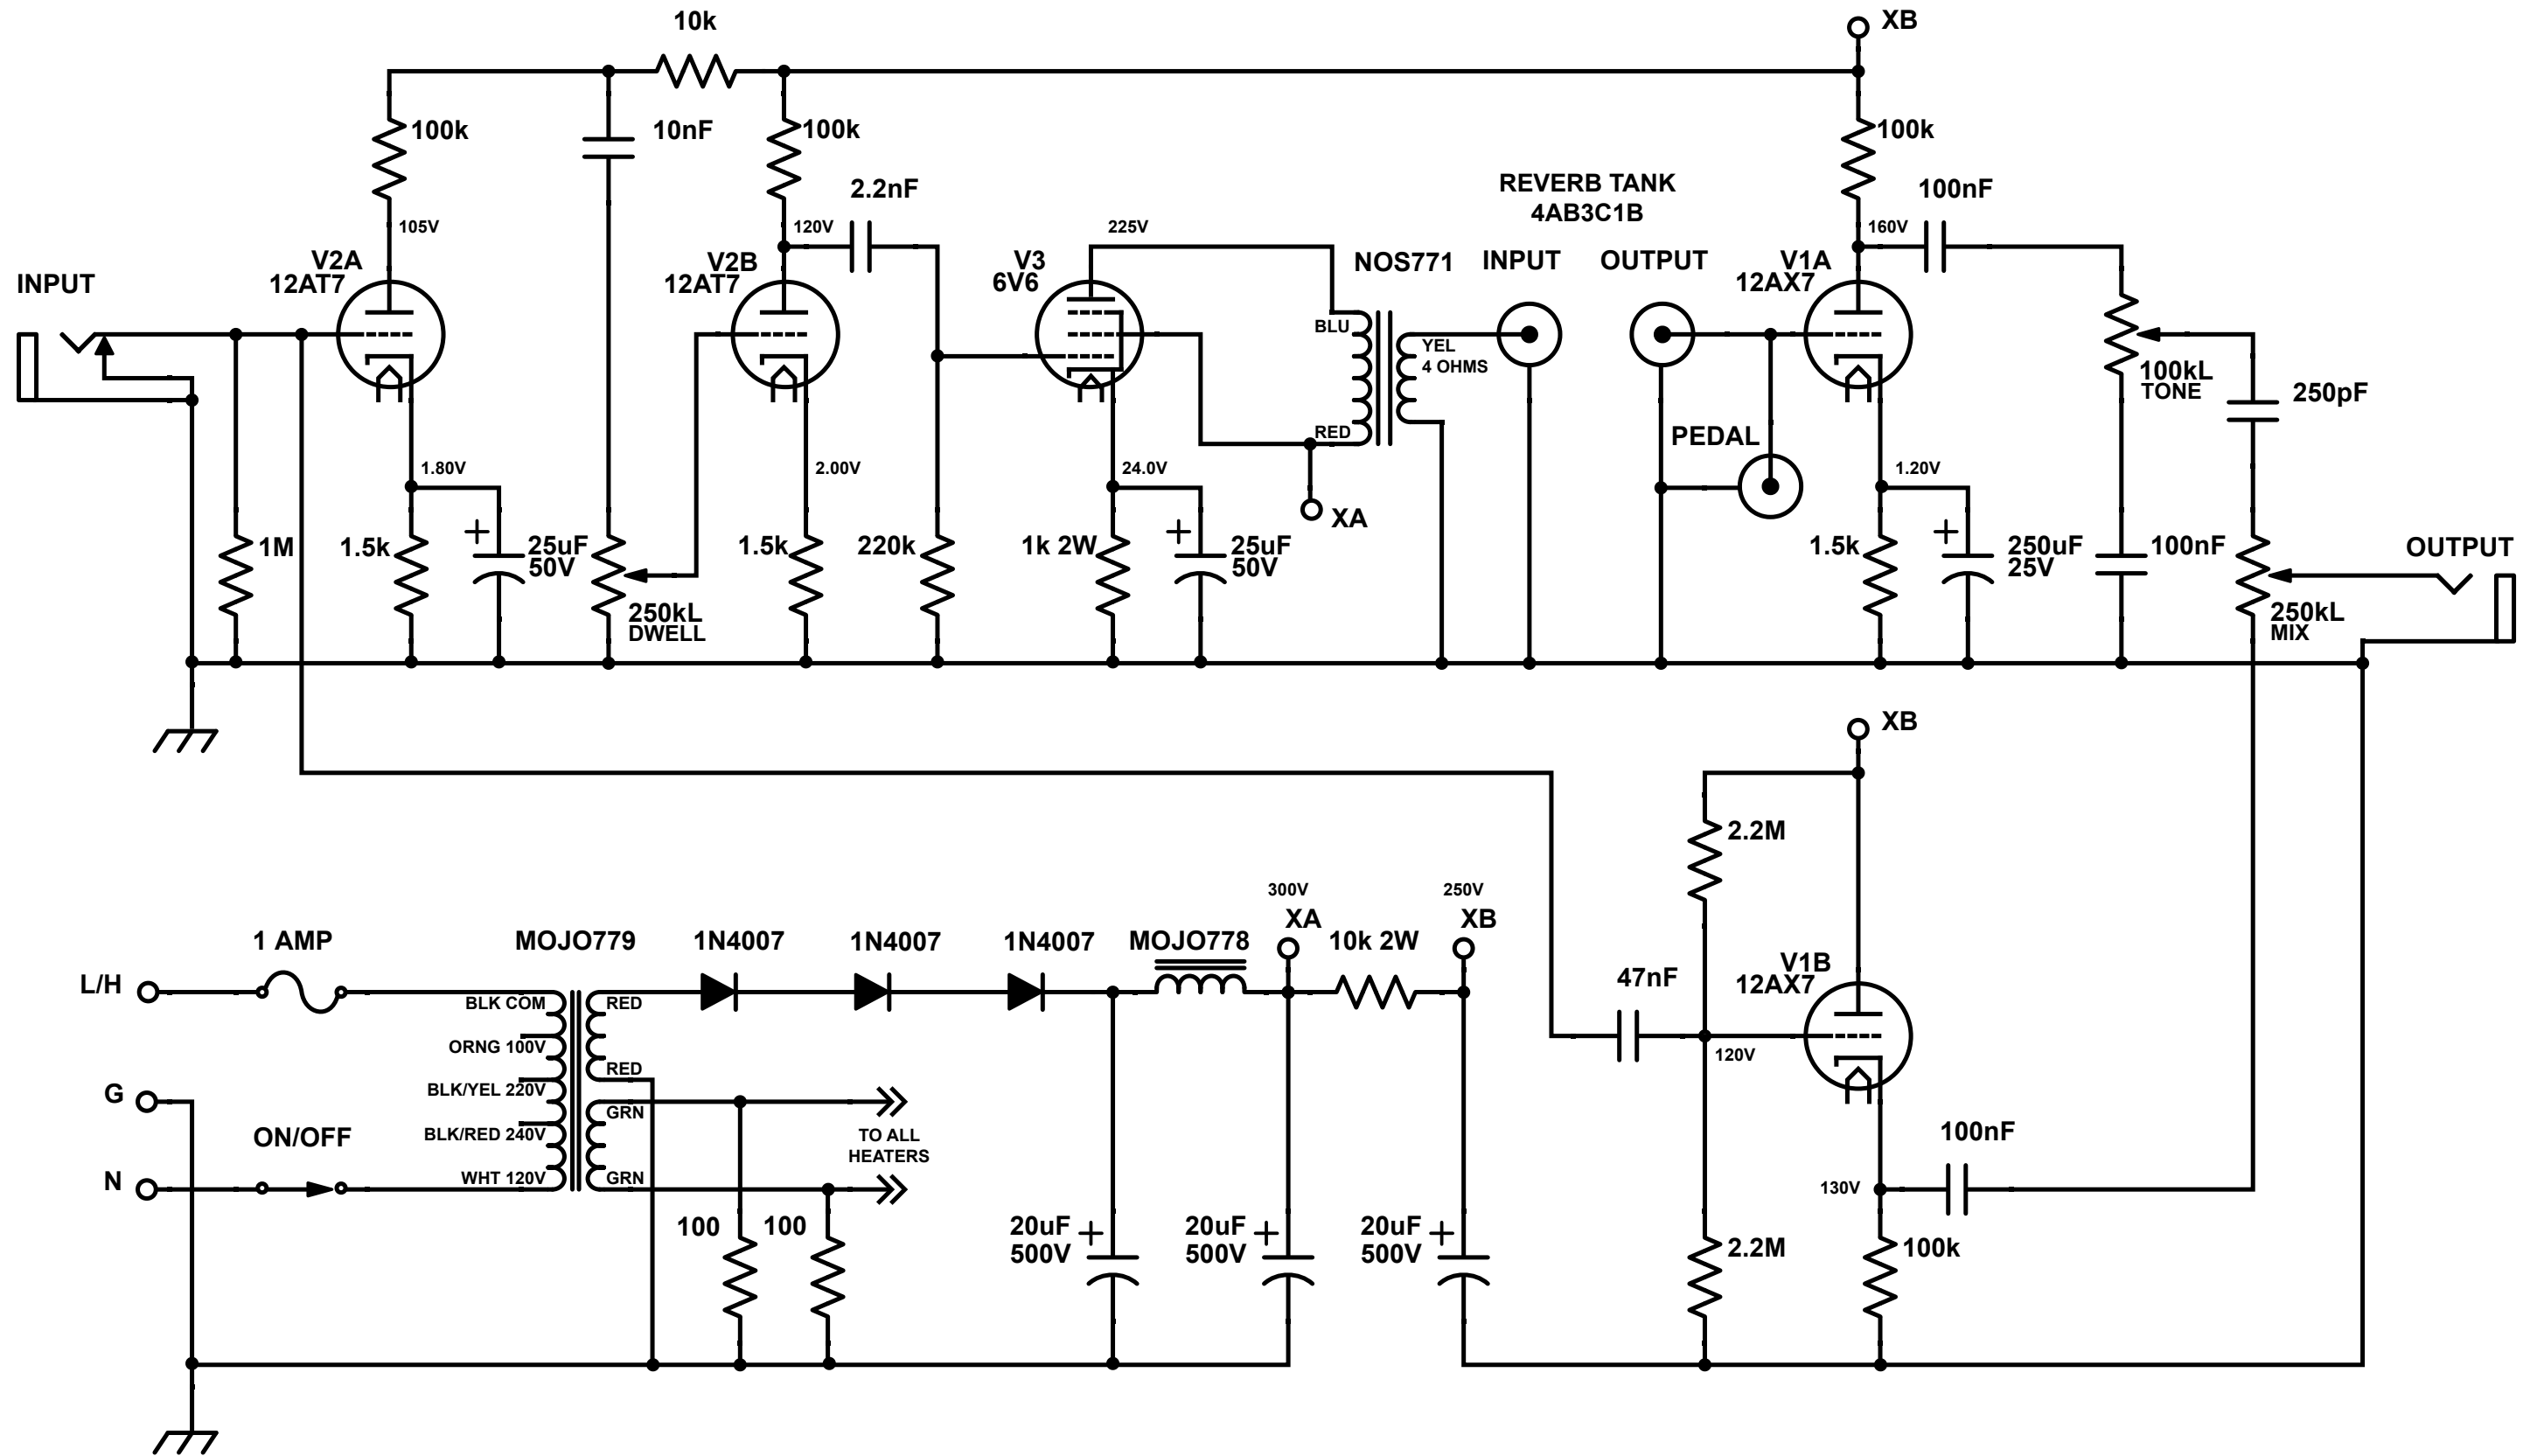 10k
XB
100k
10nF
100k
100k
2.2nF
REVERB TANK
4AB3C1B
100nF
105V
120V
225V
160V
INPUT
V2A
12AT7
V2B
12AT7
V3
6V6
NOS771
INPUT
OUTPUT
V1A
12AX7
BLU
YEL
4 OHMS
RED
100kL
TONE
250pF
PEDAL
1.80V
2.00V
24.0V
1.20V
XA
1M
1.5k
+
25uF
50V
250kL
DWELL
1.5k
220k
1k 2W
+
25uF
50V
1.5k
+
250uF
25V
100nF
250kL
MIX
OUTPUT
XB
2.2M
300V
XA
250V
XB
1 AMP
MOJO779
1N4007
1N4007
1N4007
MOJO778
10k 2W
47nF
V1B
12AX7
L/H
BLK COM
RED
ORNG 100V
RED
120V
G
BLK/YEL 220V
GRN
ON/OFF
BLK/RED 240V
TO ALL
HEATERS
100nF
N
WHT 120V
GRN
130V
100
100
20uF
500V
+
20uF
500V
+
20uF
500V
+
2.2M
100k